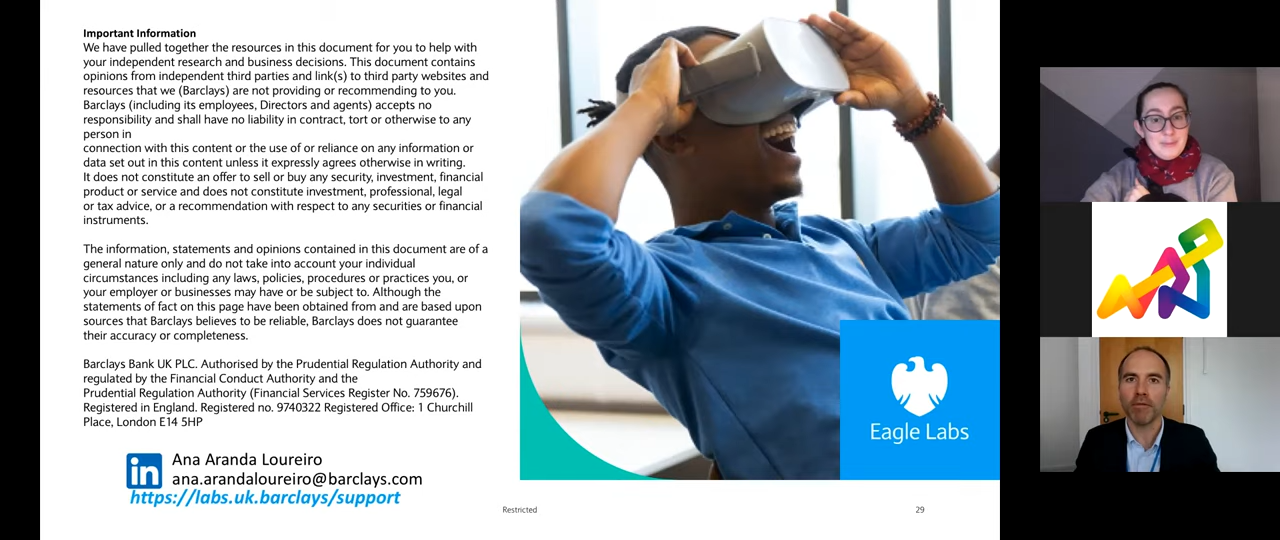 Important Information
We have pulled together the resources in this document for you to help with
your independent research and business decisions. This document contains
opinions from independent third parties and link(s) to third party websites and
resources that we (Barclays) are not providing or recommending to you.
Barclays (including its employees, Directors and agents) accepts no
responsibility and shall have no liability in contract, tort or otherwise to any
person in
connection with this content or the use of or reliance on any information or
data set out in this content unless it expressly agrees otherwise in writing.
It does not constitute an offer to sell or buy any security, investment, financial
product or service and does not constitute investment, professional, legal
or tax advice, or a recommendation with respect to any securities or financial
instruments.
The information, statements and opinions contained in this document are of a
general nature only and do not take into account your individual
circumstances including any laws, policies, procedures or practices you, or
your employer or businesses may have or be subject to. Although the
statements of fact on this page have been obtained from and are based upon
sources that Barclays believes to be reliable, Barclays does not guarantee
their accuracy or completeness.
Barclays Bank UK PLC. Authorised by the Prudential Regulation Authority and
regulated by the Financial Conduct Authority and the
Prudential Regulation Authority (Financial Services Register No. 759676).
Registered in England. Registered no. 9740322 Registered Office: 1 Churchill
Place, London E14 5HP
in
Ana Aranda Loureiro
ana.arandaloureiro@barclays.com
https://labs.uk.barclays/support
Eagle Labs
Restricted
29